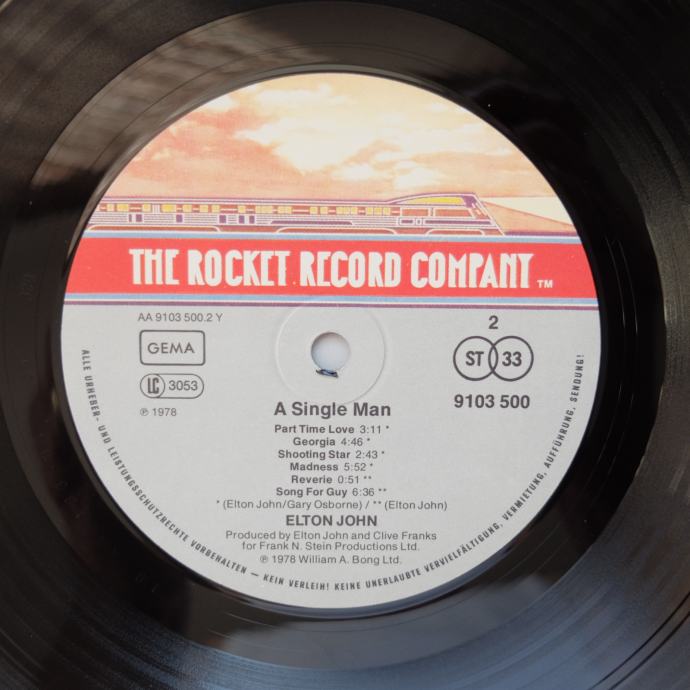 THE ROCKET RECORD COMPANY ™
AA 9103 500.2 Y
2
GEMA
ST 33
LC 3053
9103 500
℗ 1978
A Single Man
Part Time Love 3:11 *
Georgia 4:46 *
Shooting Star 2:43 *
Madness 5:52 *
Reverie 0:51 **
Song For Guy 6:36 **
* (Elton John/Gary Osborne) / ** (Elton John)
ELTON JOHN
Produced by Elton John and Clive Franks
for Frank N. Stein Productions Ltd.
℗ 1978 William A. Bong Ltd.
ALLE URHEBER- UND LEISTUNGSSCHUTZRECHTE VORBEHALTEN – KEIN VERLEIH! KEINE UNERLAUBTE VERVIELFÄLTIGUNG, VERMIETUNG, AUFFÜHRUNG, SENDUNG!